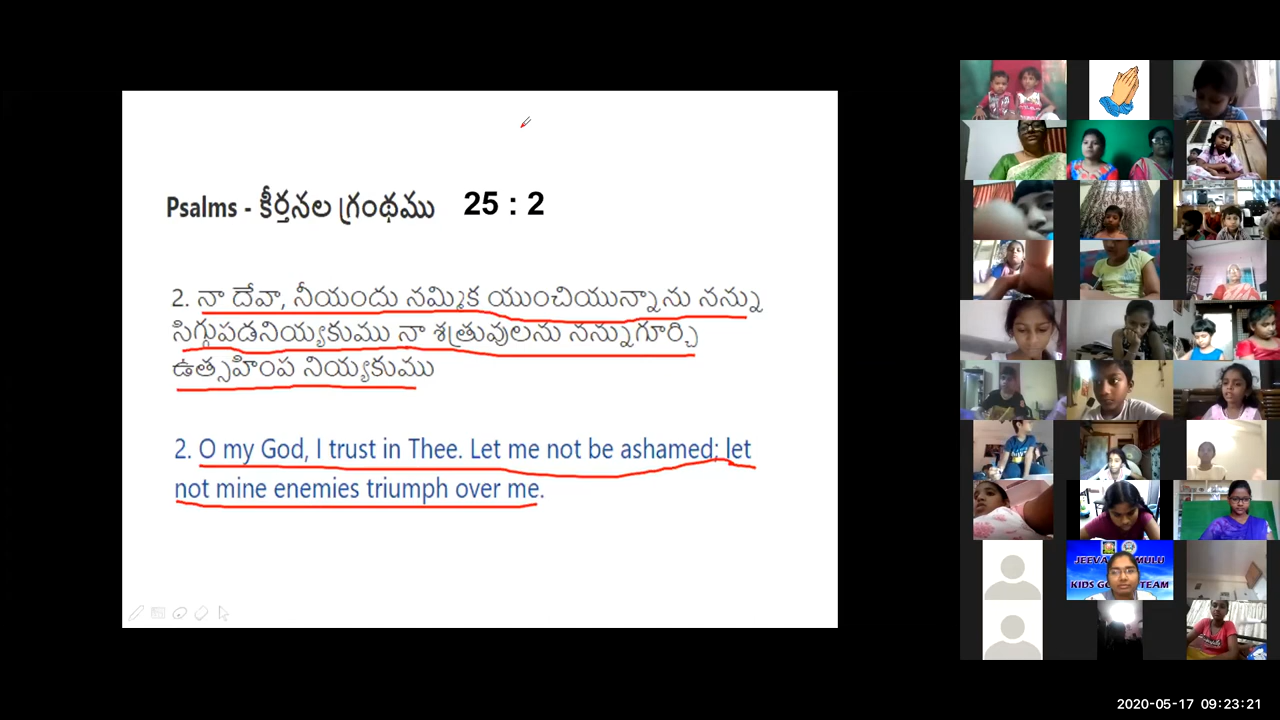 Psalms - కీర్తనల గ్రంథము 25 : 2
2. నా దేవా, నీయందు నమ్మిక యుంచియున్నాను నన్ను
సిగ్గుపడనియ్యకుము నా శత్రువులను నన్నుగూర్చి
ఉత్సహింప నియ్యకుము
2. O my God, I trust in Thee. Let me not be ashamed; let
not mine enemies triumph over me.
KIDS TEAM
2020-05-17 09:23:21